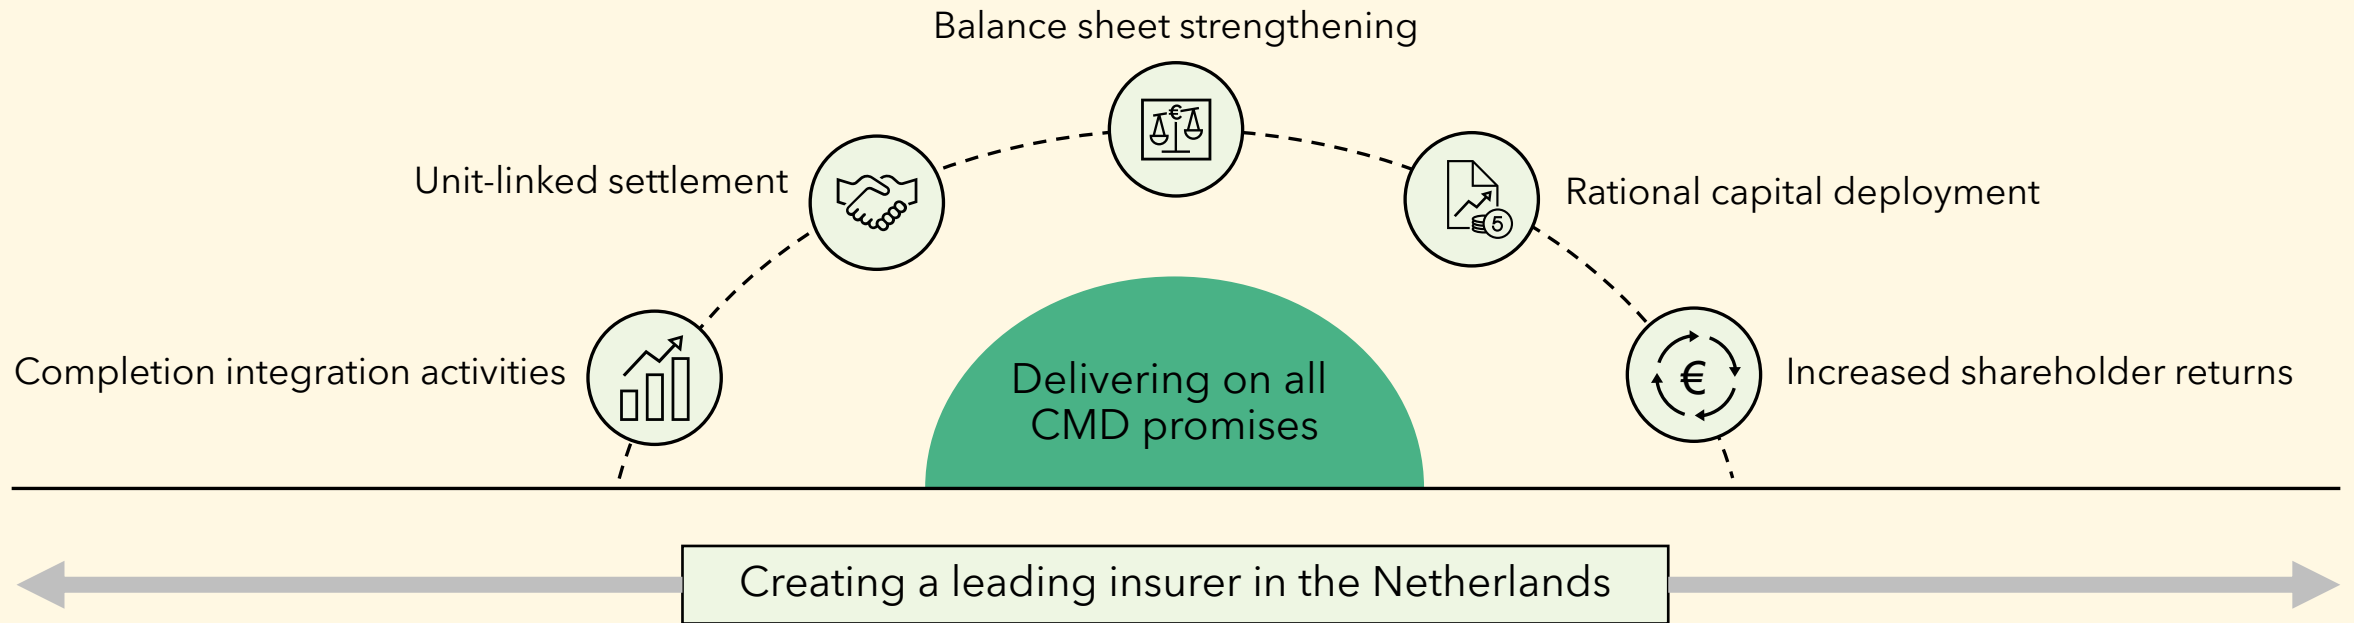 Balance sheet strengthening
€
Unit-linked settlement
Rational capital deployment
5
Completion integration activities
€
Increased shareholder returns
Delivering on all
CMD promises
Creating a leading insurer in the Netherlands